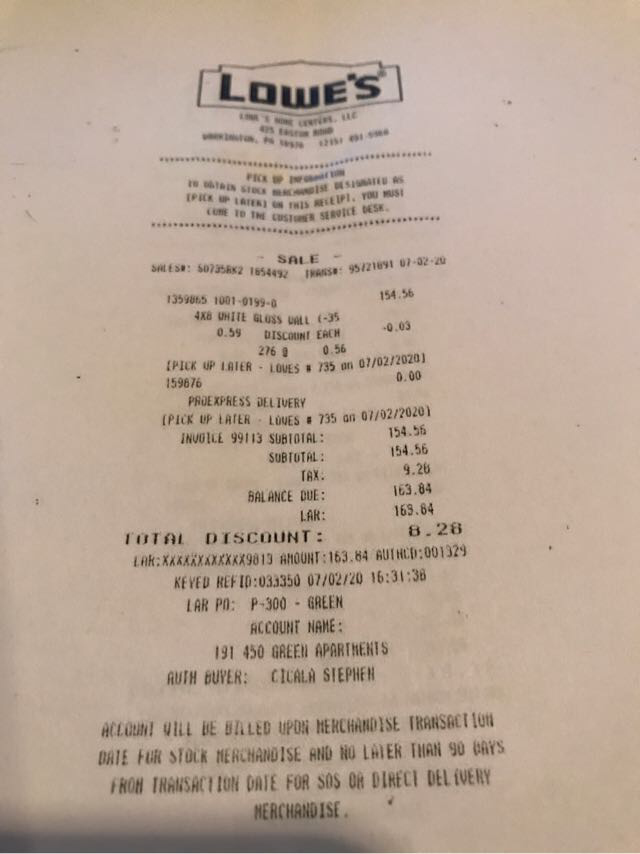 LOWE'S
LOWE'S HOME CENTERS, LLC
425 EASTON ROAD
WARRINGTON, PA 18976 (215)
PICK UP INFORMATION
TO OBTAIN STOCK MERCHANDISE DESIGNATED AS
[PICK UP LATER] ON THIS RECEIPT, YOU MUST
COME TO THE CUSTOMER SERVICE DESK.
- SALE -
SALES#: S0735BK2 1654492 TRANS#: 95721891 07-02-20
1359865 1001-0199-0 154.56
4X8 WHITE GLOSS WALL (-35
0.59 DISCOUNT EACH -0.03
276 @ 0.56
[PICK UP LATER - LOWES # 735 on 07/02/2020]
159876 0.00
PROEXPRESS DELIVERY
[PICK UP LATER - LOWES # 735 on 07/02/2020]
INVOICE 99113 SUBTOTAL: 154.56
SUBTOTAL: 154.56
TAX: 9.28
BALANCE DUE: 163.84
LAR: 163.84
TOTAL DISCOUNT: 8.28
LAR:XXXXXXXXXXXX9813 AMOUNT:163.84 AUTHCD:001329
KEYED REFID:033350 07/02/20 16:31:38
LAR PO: P-300 - GREEN
ACCOUNT NAME:
191 450 GREEN APARTMENTS
AUTH BUYER: CICALA STEPHEN
ACCOUNT WILL BE BILLED UPON MERCHANDISE TRANSACTION
DATE FOR STOCK MERCHANDISE AND NO LATER THAN 90 DAYS
FROM TRANSACTION DATE FOR SOS OR DIRECT DELIVERY
MERCHANDISE.